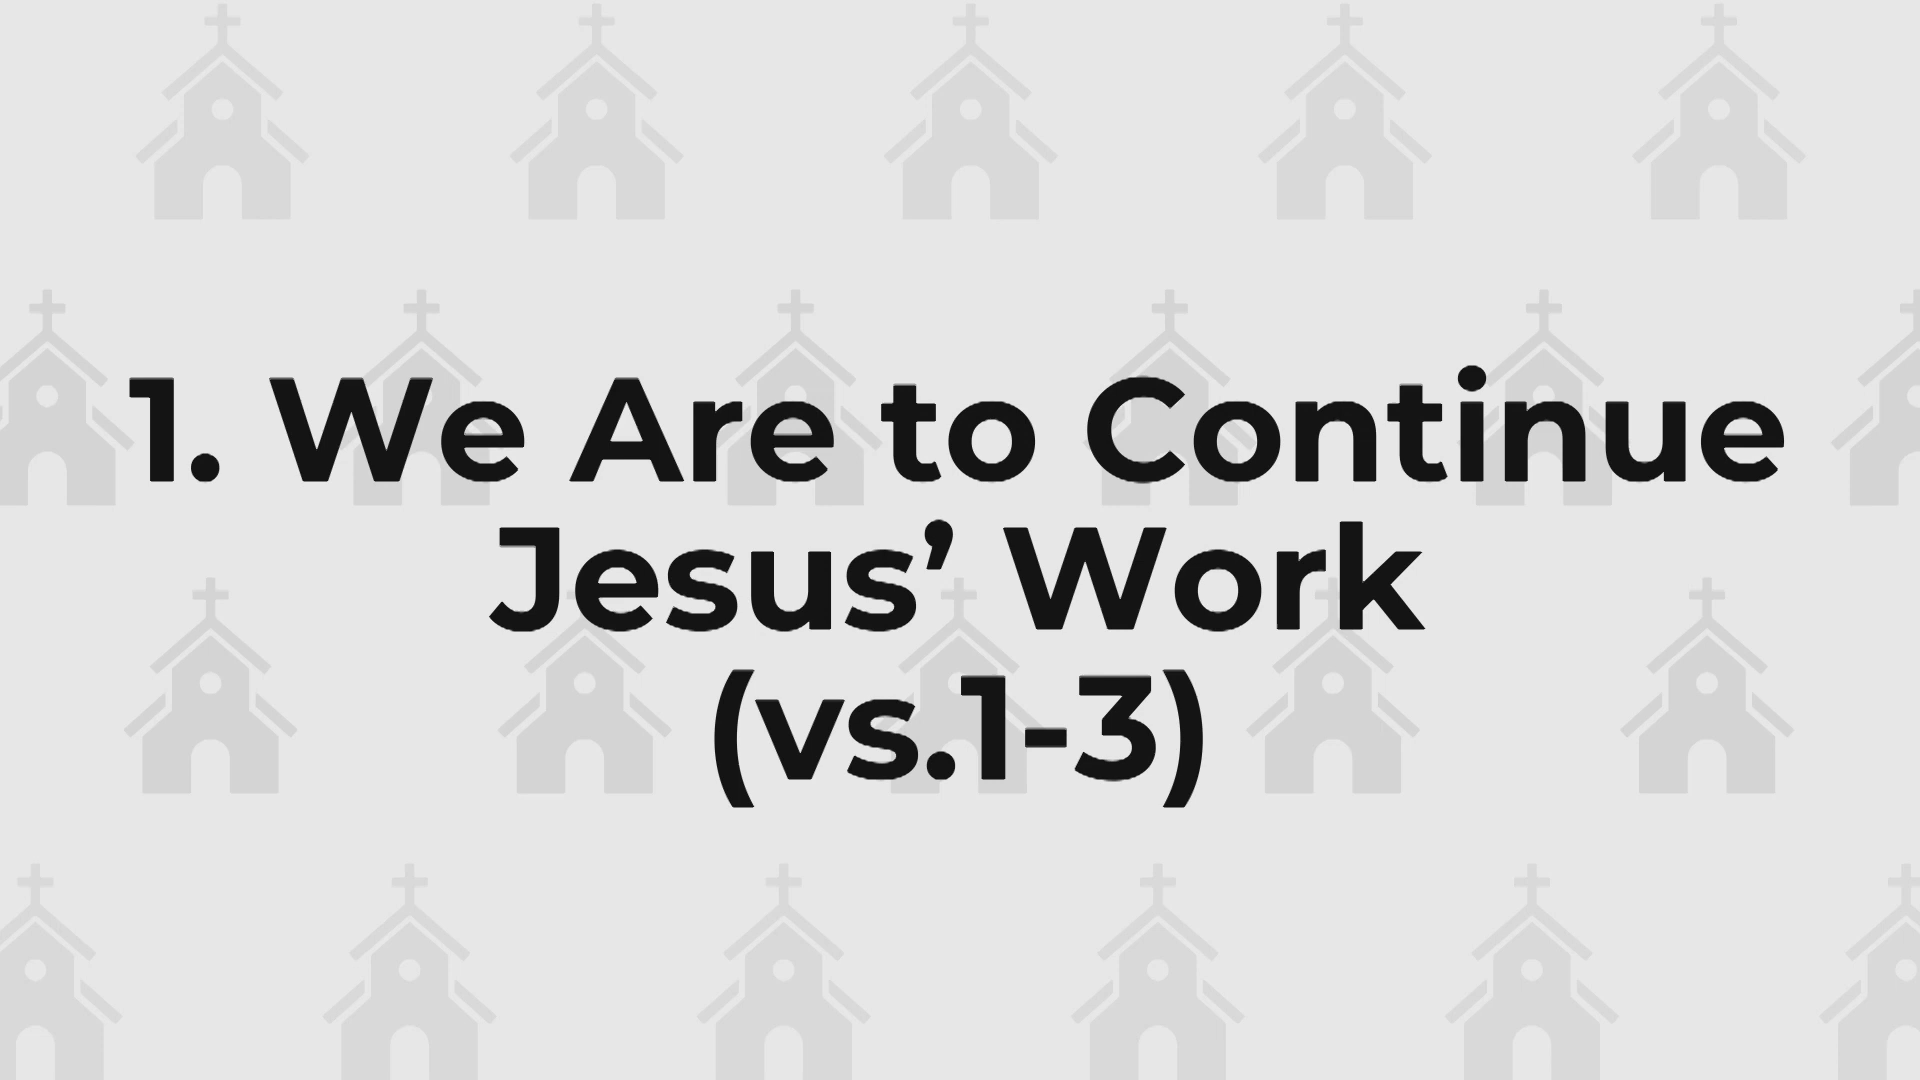 1. We Are to Continue
Jesus’ Work
(vs.1-3)